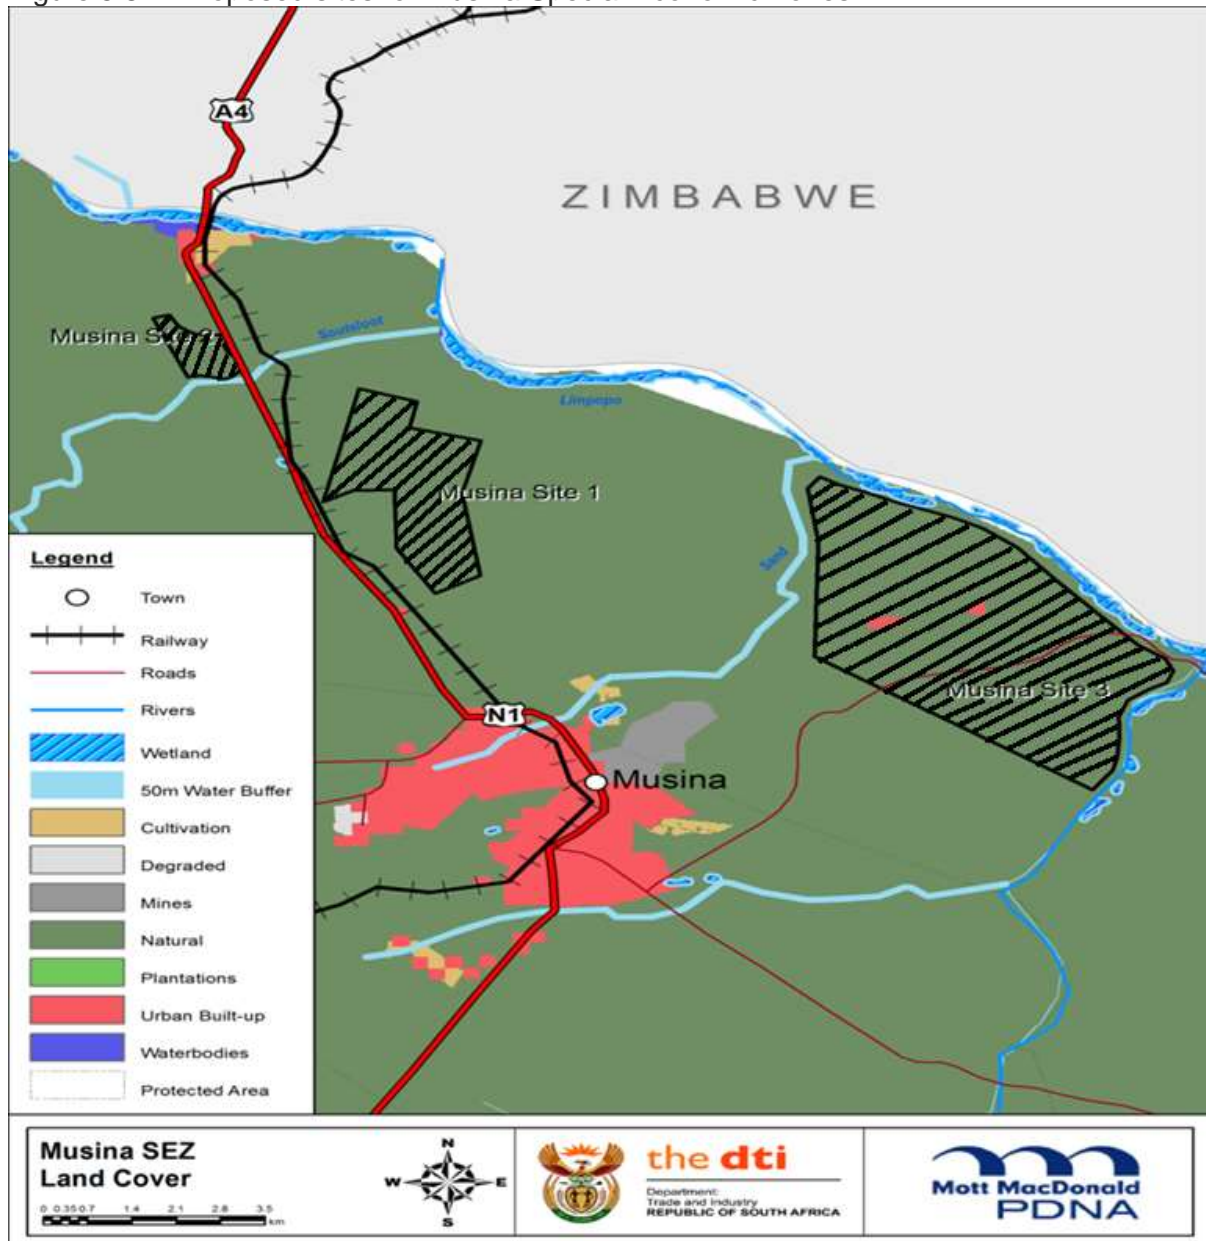 A4
ZIMBABWE
Musina Site 2
Soutsloot
Limpopo
Musina Site 1
Sand
Musina Site 3
N1
Musina
Legend
Town
Railway
Roads
Rivers
Wetland
50m Water Buffer
Cultivation
Degraded
Mines
Natural
Plantations
Urban Built-up
Waterbodies
Protected Area
Musina SEZ
Land Cover
0 0.35 0.7 1.4 2.1 2.8 3.5
km
N
W E
S
the dti
Department:
Trade and Industry
REPUBLIC OF SOUTH AFRICA
Mott MacDonald
PDNA